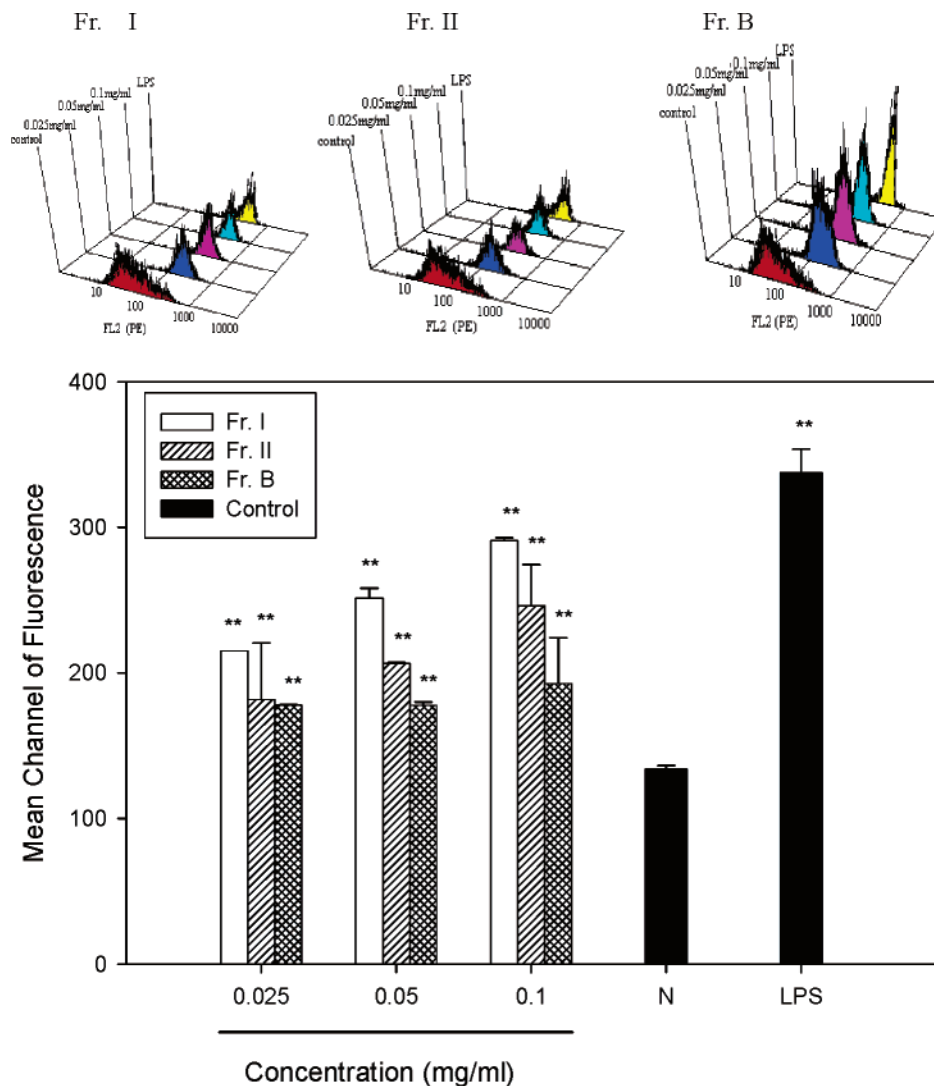 Fr. I
Fr. II
Fr. B
LPS
0.1mg/ml
0.05mg/ml
0.025mg/ml
control
10
100
1000
10000
FL2 (PE)
LPS
0.1mg/ml
0.05mg/ml
0.025mg/ml
control
10
100
1000
10000
FL2 (PE)
LPS
0.1mg/ml
0.05mg/ml
0.025mg/ml
control
10
100
1000
10000
FL2 (PE)
400
300
200
100
0
Mean Channel of Fluorescence
Fr. I
Fr. II
Fr. B
Control
** ** **
** ** **
** ** **
**
0.025 0.05 0.1 N LPS
Concentration (mg/ml)